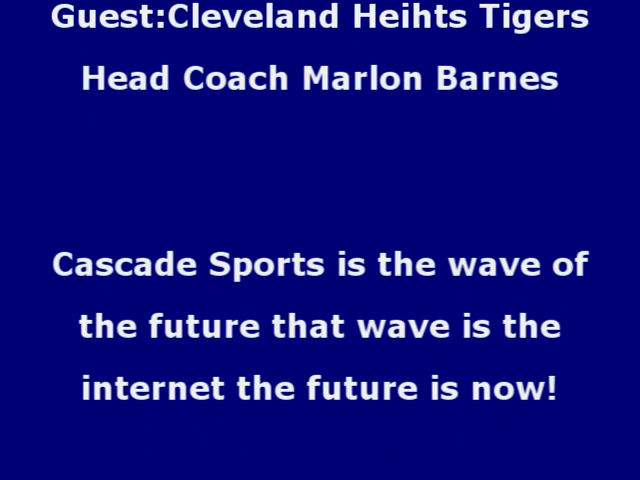 Guest:Cleveland Heihts Tigers
Head Coach Marlon Barnes
Cascade Sports is the wave of
the future that wave is the
internet the future is now!